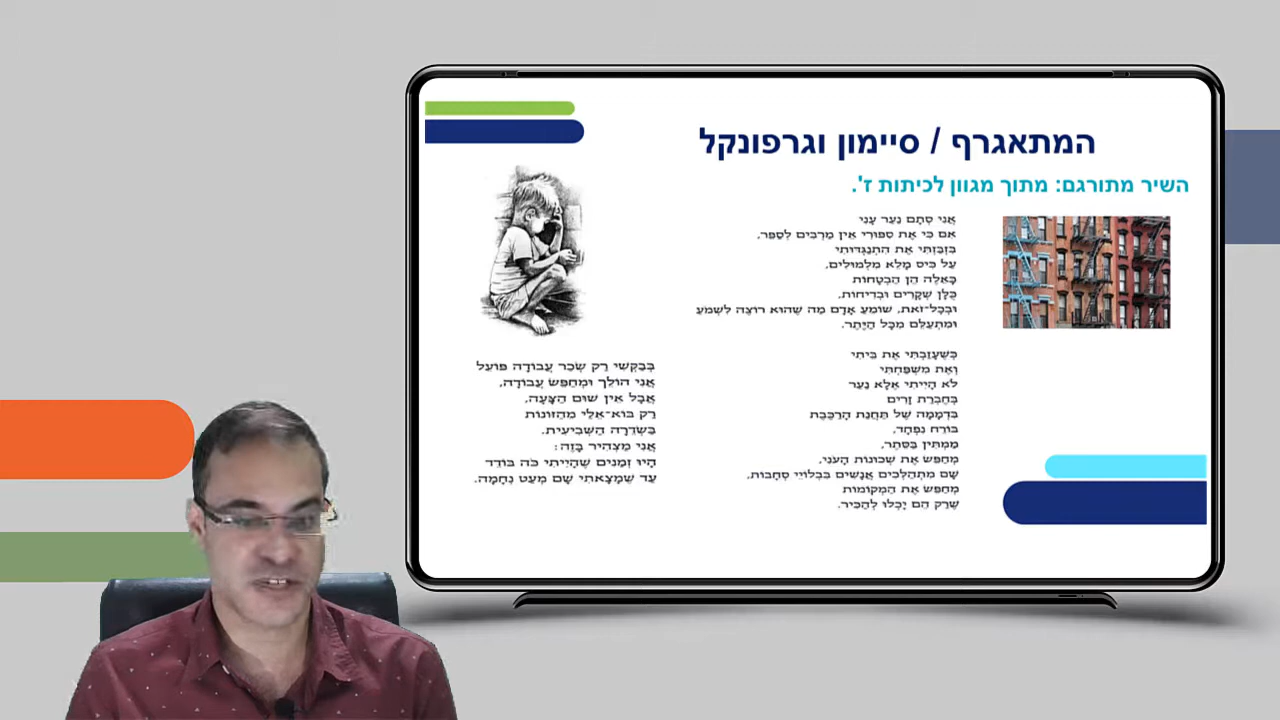 המתאגרף / סיימון וגרפונקל
השיר מתורגם: מתוך מגוון לכיתות ז'.
אֲנִי סְתָם נַעַר עָנִי
אִם כִּי אֶת סִפּוּרִי אֵין מַרְבִּים לְסַפֵּר,
בִּזְבַּזְתִּי אֶת הִתְנַגְּדוּתִי
עַל כִּיס מָלֵא מִלְמוּלִים,
כָּאֵלֶּה הֵן הַבְטָחוֹת
כֻּלָּן שְׁקָרִים וּבְדִיחוֹת,
וּבְכָל־זֹאת, שׁוֹמֵעַ אָדָם מַה שֶּׁהוּא רוֹצֶה לִשְׁמֹעַ
וּמִתְעַלֵּם מִכָּל הַיֶּתֶר.
כְּשֶׁעָזַבְתִּי אֶת בֵּיתִי
וְאֶת מִשְׁפַּחְתִּי
לֹא הָיִיתִי אֶלָּא נַעַר
בְּחֶבְרַת זָרִים
בִּדְמָמָה שֶׁל תַּחֲנַת הָרַכֶּבֶת
בּוֹרֵחַ נִפְחָד,
מַמְתִּין בַּסֵּתֶר,
מְחַפֵּשׂ אֶת שְׁכוּנוֹת הָעֹנִי,
שָׁם מִתְהַלְּכִים אֲנָשִׁים בִּבְלוֹיֵי סְחָבוֹת,
מְחַפֵּשׂ אֶת הַמְּקוֹמוֹת
שֶׁרַק הֵם יָכְלוּ לְהַכִּיר.
בְּבַקְּשִׁי רַק שְׂכַר עֲבוֹדָה פּוֹעֵל
אֲנִי הוֹלֵךְ וּמְחַפֵּשׂ עֲבוֹדָה,
אֲבָל אֵין שׁוּם הַצָּעָה,
רַק בּוֹא־אֵלַי מֵהַזּוֹנוֹת
בַּשְּׂדֵרָה הַשְּׁבִיעִית.
אֲנִי מַצְהִיר בָּזֶה:
הָיוּ זְמַנִּים שֶׁהָיִיתִי כֹּה בּוֹדֵד
עַד שֶׁמָּצָאתִי שָׁם מְעַט נֶחָמָה.